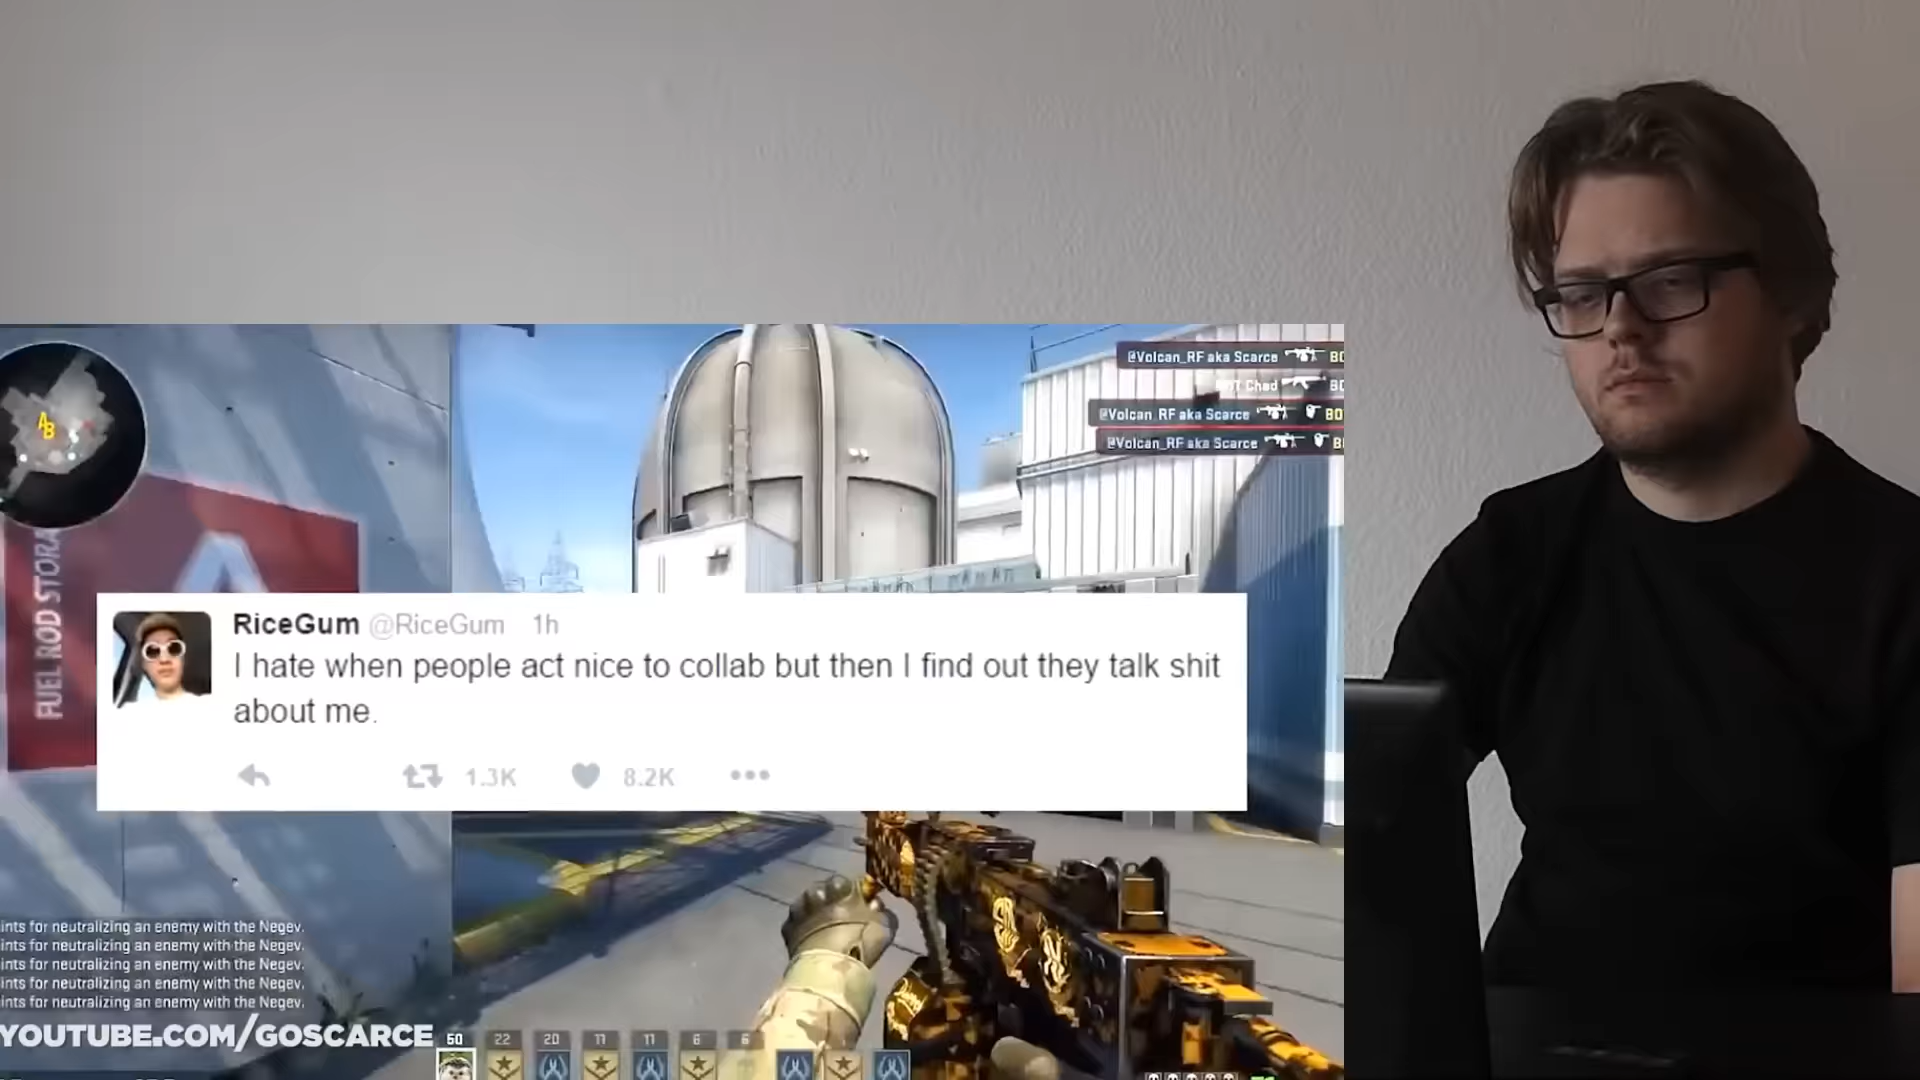 @Volcan_RF aka Scarce
Chad
@Volcan_RF aka Scarce
@Volcan_RF aka Scarce
FUEL ROD STORA
RiceGum @RiceGum 1h
I hate when people act nice to collab but then I find out they talk shit
about me.
1.3K 8.2K
ints for neutralizing an enemy with the Negev.
ints for neutralizing an enemy with the Negev.
ints for neutralizing an enemy with the Negev.
ints for neutralizing an enemy with the Negev.
ints for neutralizing an enemy with the Negev.
YOUTUBE.COM/GOSCARCE
50 22 20 11 11 6 6